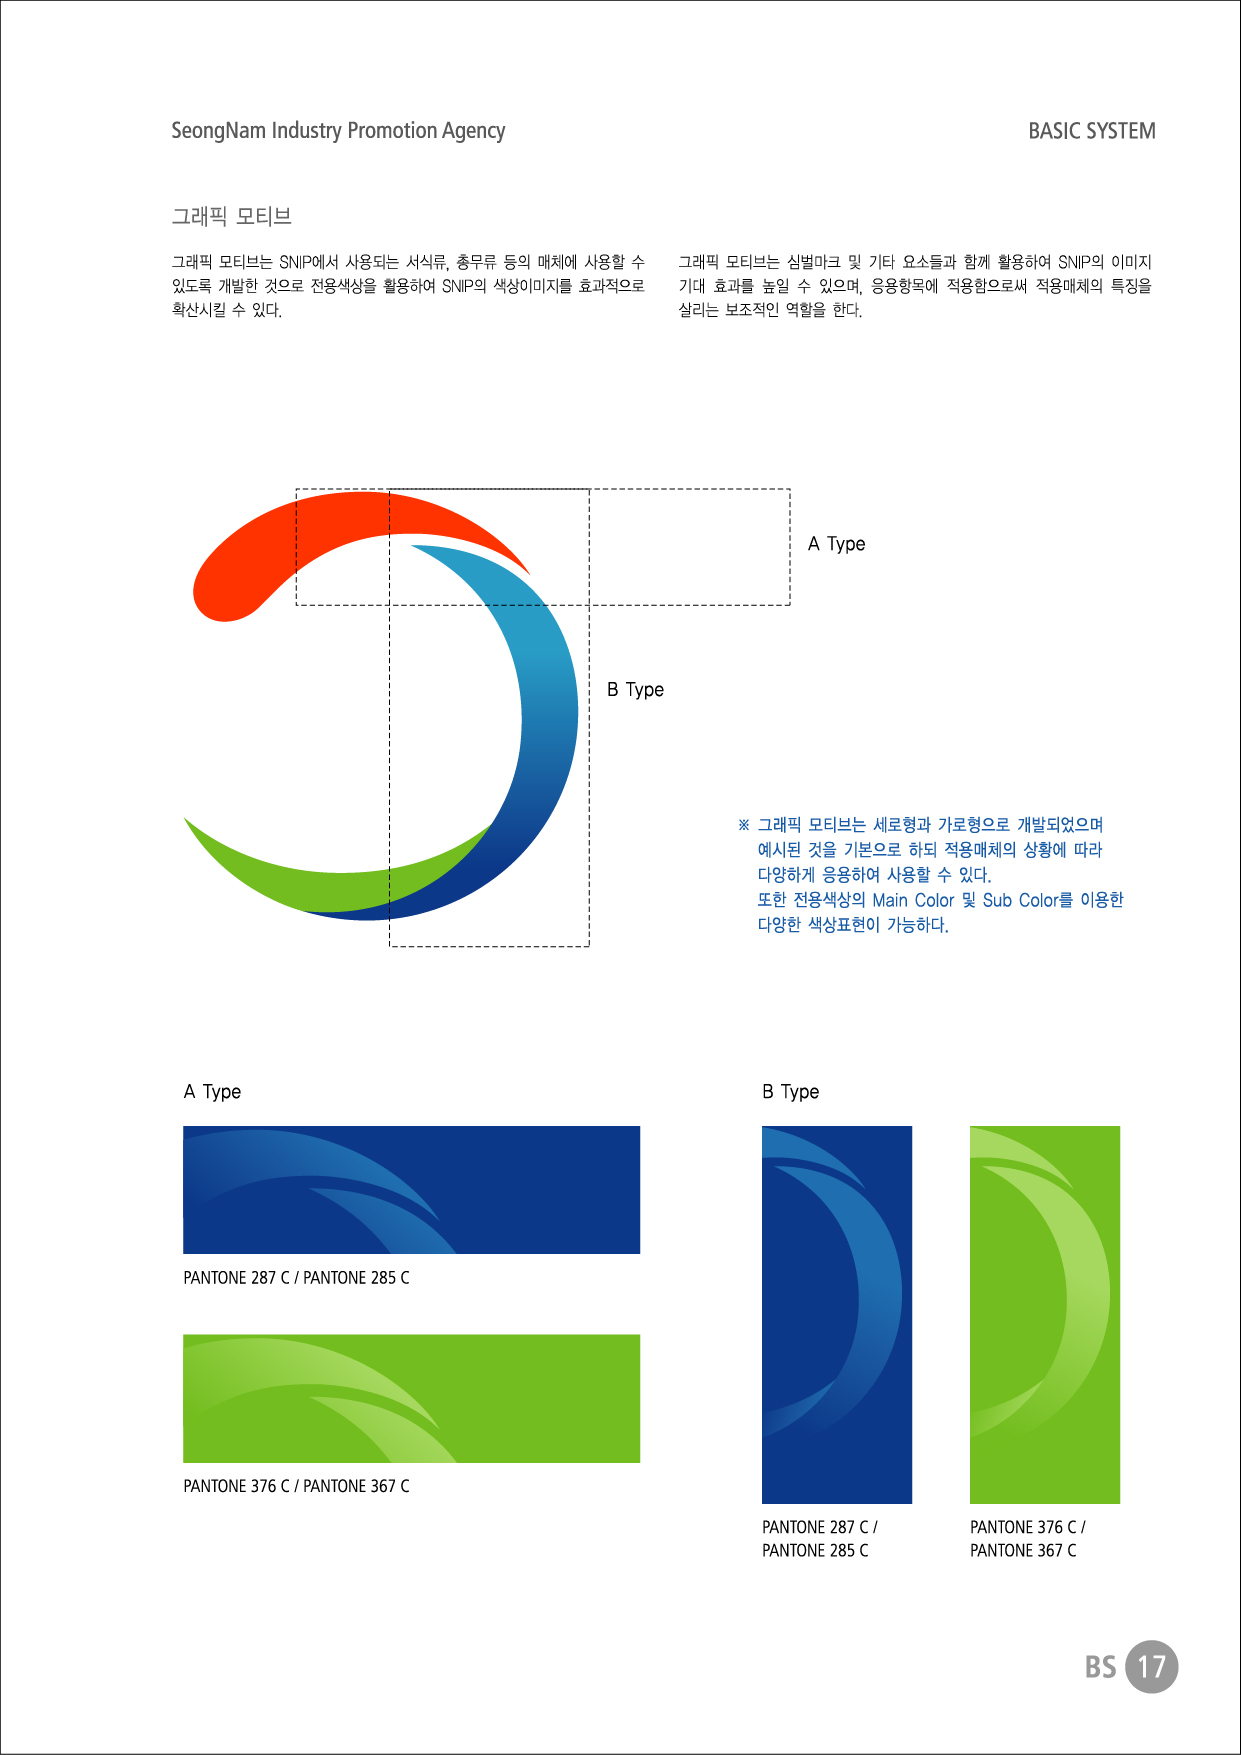 SeongNam Industry Promotion Agency
BASIC SYSTEM
그래픽 모티브
그래픽 모티브는 SNIP에서 사용되는 서식류, 총무류 등의 매체에 사용할 수
있도록 개발한 것으로 전용색상을 활용하여 SNIP의 색상이미지를 효과적으로
확산시킬 수 있다.
그래픽 모티브는 심벌마크 및 기타 요소들과 함께 활용하여 SNIP의 이미지
기대 효과를 높일 수 있으며, 응용항목에 적용함으로써 적용매체의 특징을
살리는 보조적인 역할을 한다.
A Type
B Type
※ 그래픽 모티브는 세로형과 가로형으로 개발되었으며
예시된 것을 기본으로 하되 적용매체의 상황에 따라
다양하게 응용하여 사용할 수 있다.
또한 전용색상의 Main Color 및 Sub Color를 이용한
다양한 색상표현이 가능하다.
A Type
PANTONE 287 C / PANTONE 285 C
PANTONE 376 C / PANTONE 367 C
B Type
PANTONE 287 C /
PANTONE 285 C
PANTONE 376 C /
PANTONE 367 C
BS 17